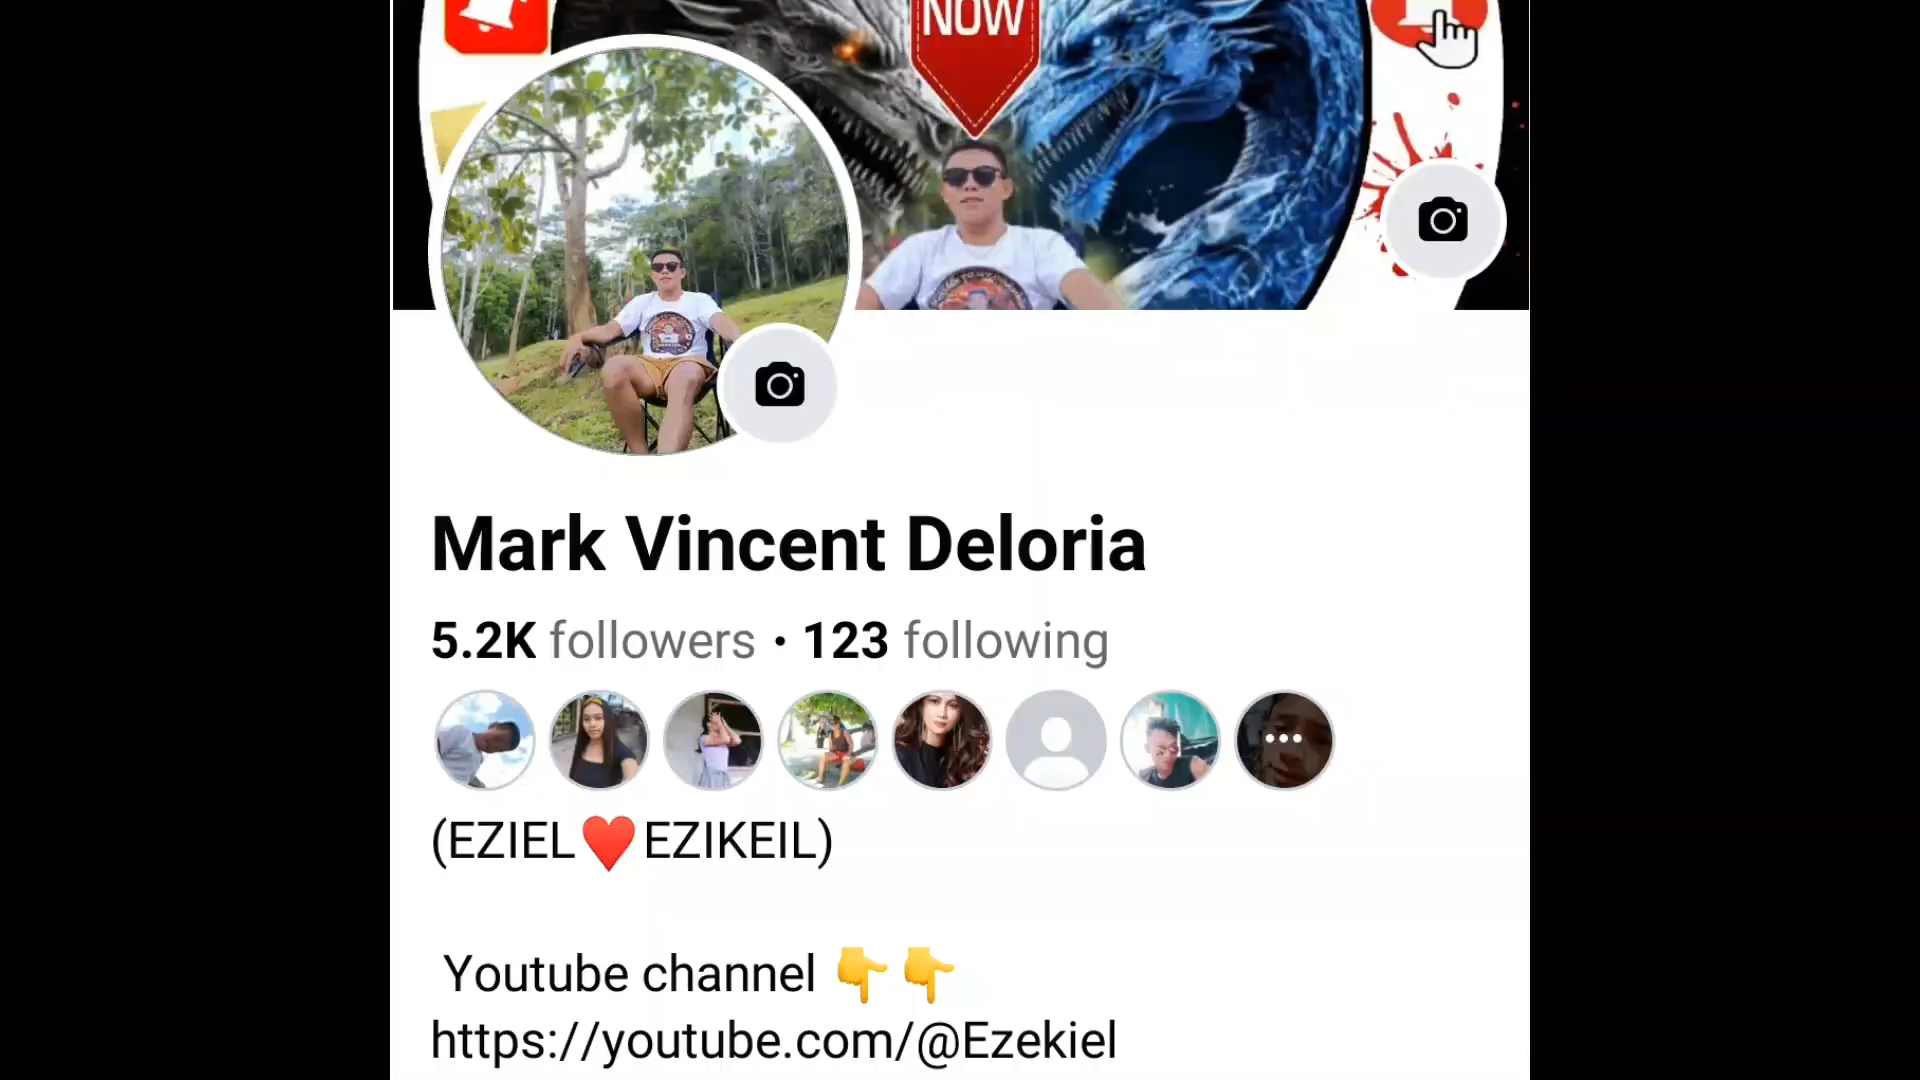 NOW
Mark Vincent Deloria
5.2K followers • 123 following
(EZIEL❤️EZIKEIL)
Youtube channel 👇👇
https://youtube.com/@Ezekiel